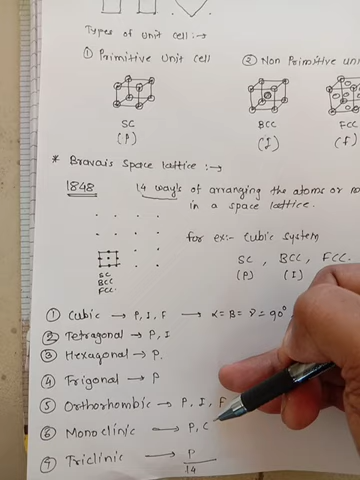 Types of Unit Cell :→
① Primitive Unit Cell
② Non Primitive uni
SC
(P)
BCC
(I)
FCC
(F)
* Bravais Space lattice :→
1848
14 way's of arranging the atoms or
in a space lattice.
for ex:- Cubic System
SC, BCC, FCC.
(P) (I)
SC
BCC
FCC
① Cubic → P, I, F → α = B = γ = 90°
② Tetragonal → P, I
③ Hexagonal → P.
④ Trigonal → P
⑤ Orthorhombic → P, I, F
⑥ Monoclinic → P, C
⑦ Triclinic → P
14